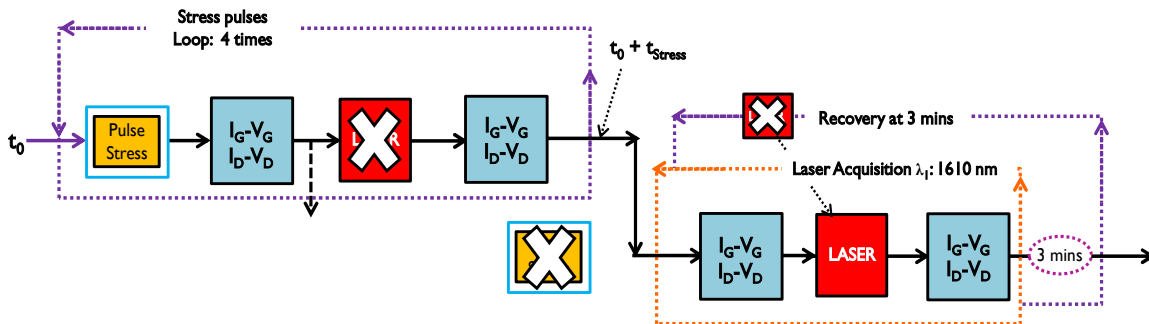 Stress pulses
Loop: 4 times
t0 + tStress
t0
Pulse
Stress
IG-VG
ID-VD
IG-VG
ID-VD
Recovery at 3 mins
Laser Acquisition λ1: 1610 nm
IG-VG
ID-VD
LASER
IG-VG
ID-VD
3 mins